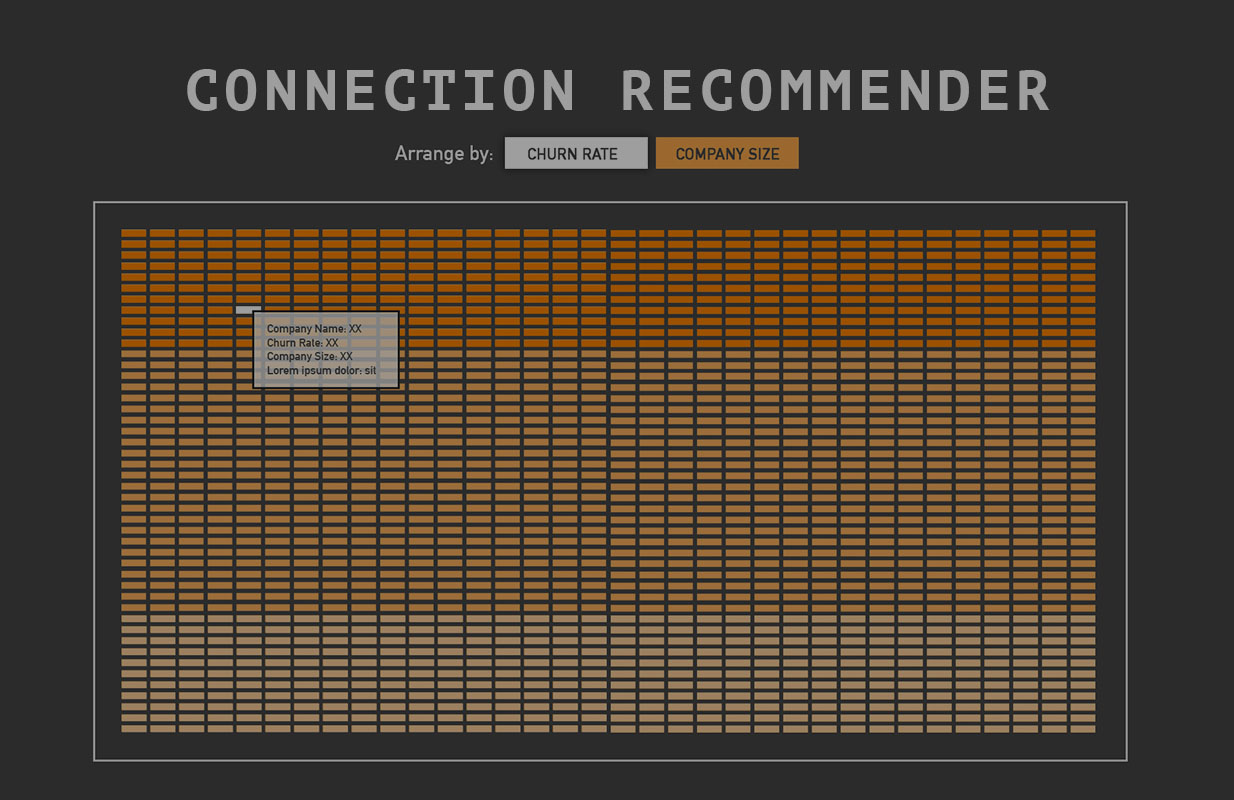 CONNECTION RECOMMENDER
Arrange by: CHURN RATE COMPANY SIZE
Company Name: XX
Churn Rate: XX
Company Size: XX
Lorem ipsum dolor: sit